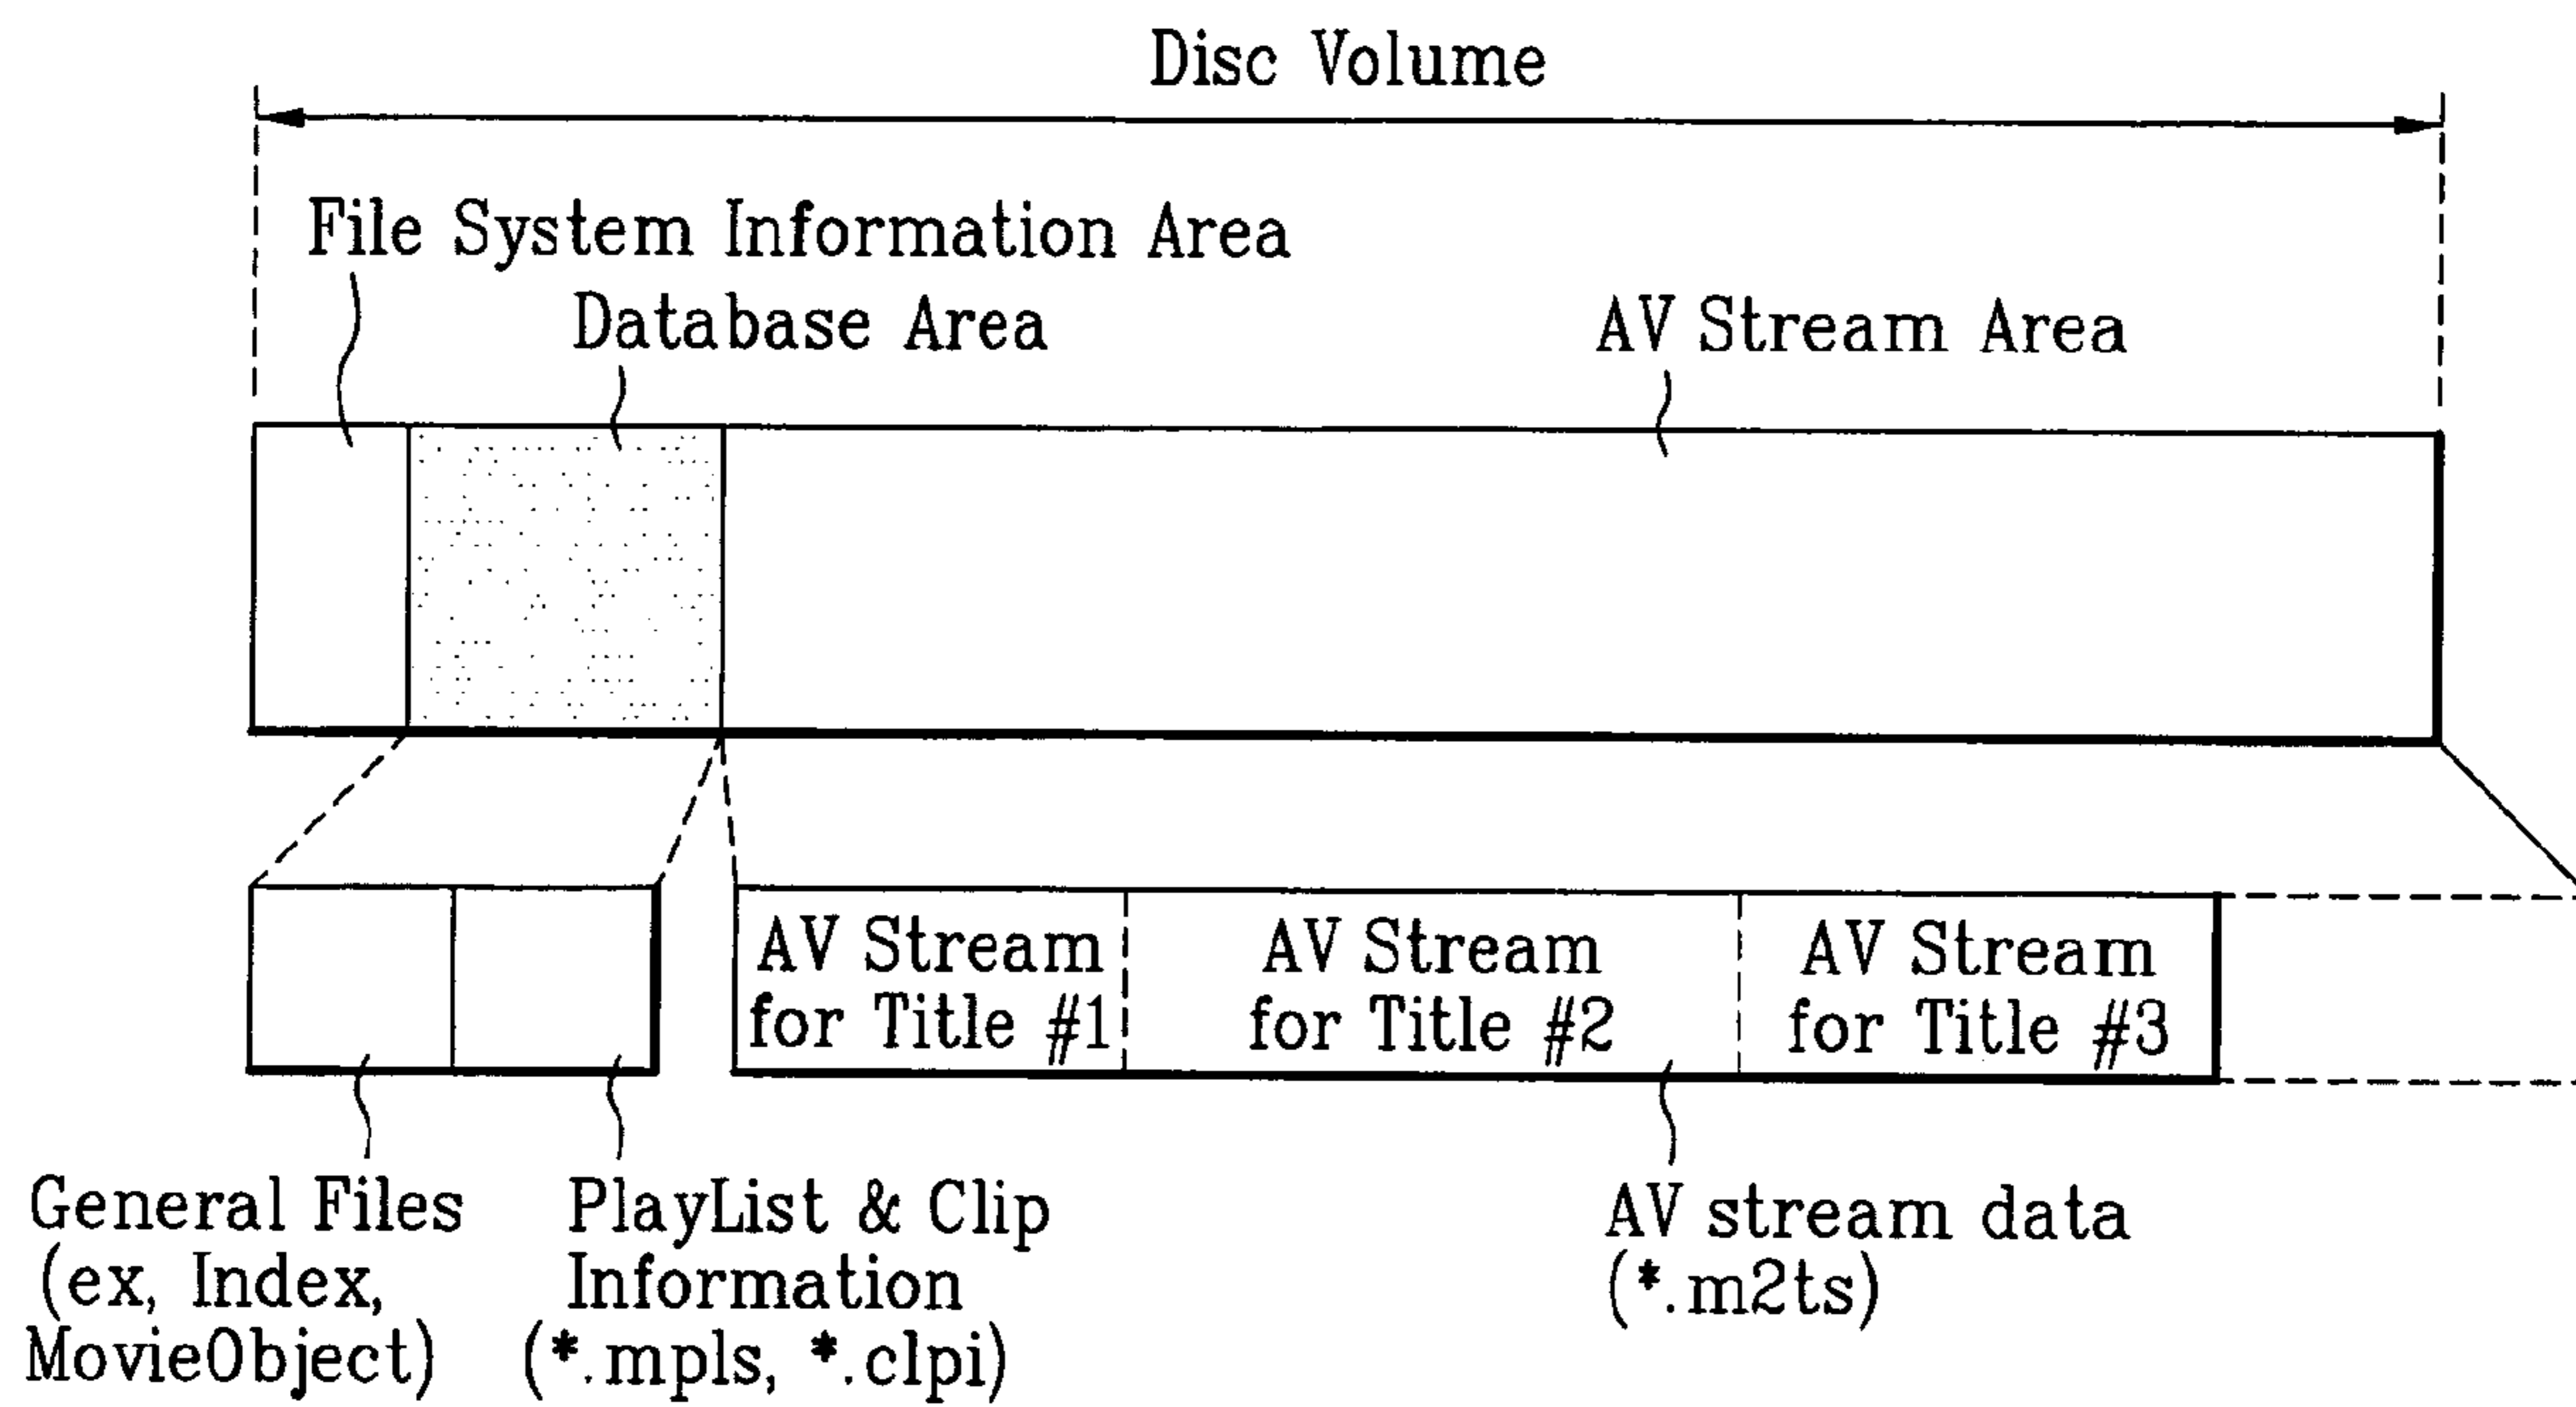 Disc Volume
File System Information Area
Database Area
AV Stream Area
AV Stream
for Title #1
AV Stream
for Title #2
AV Stream
for Title #3
General Files
(ex, Index,
MovieObject)
PlayList & Clip
Information
(*.mpls, *.clpi)
AV stream data
(*.m2ts)